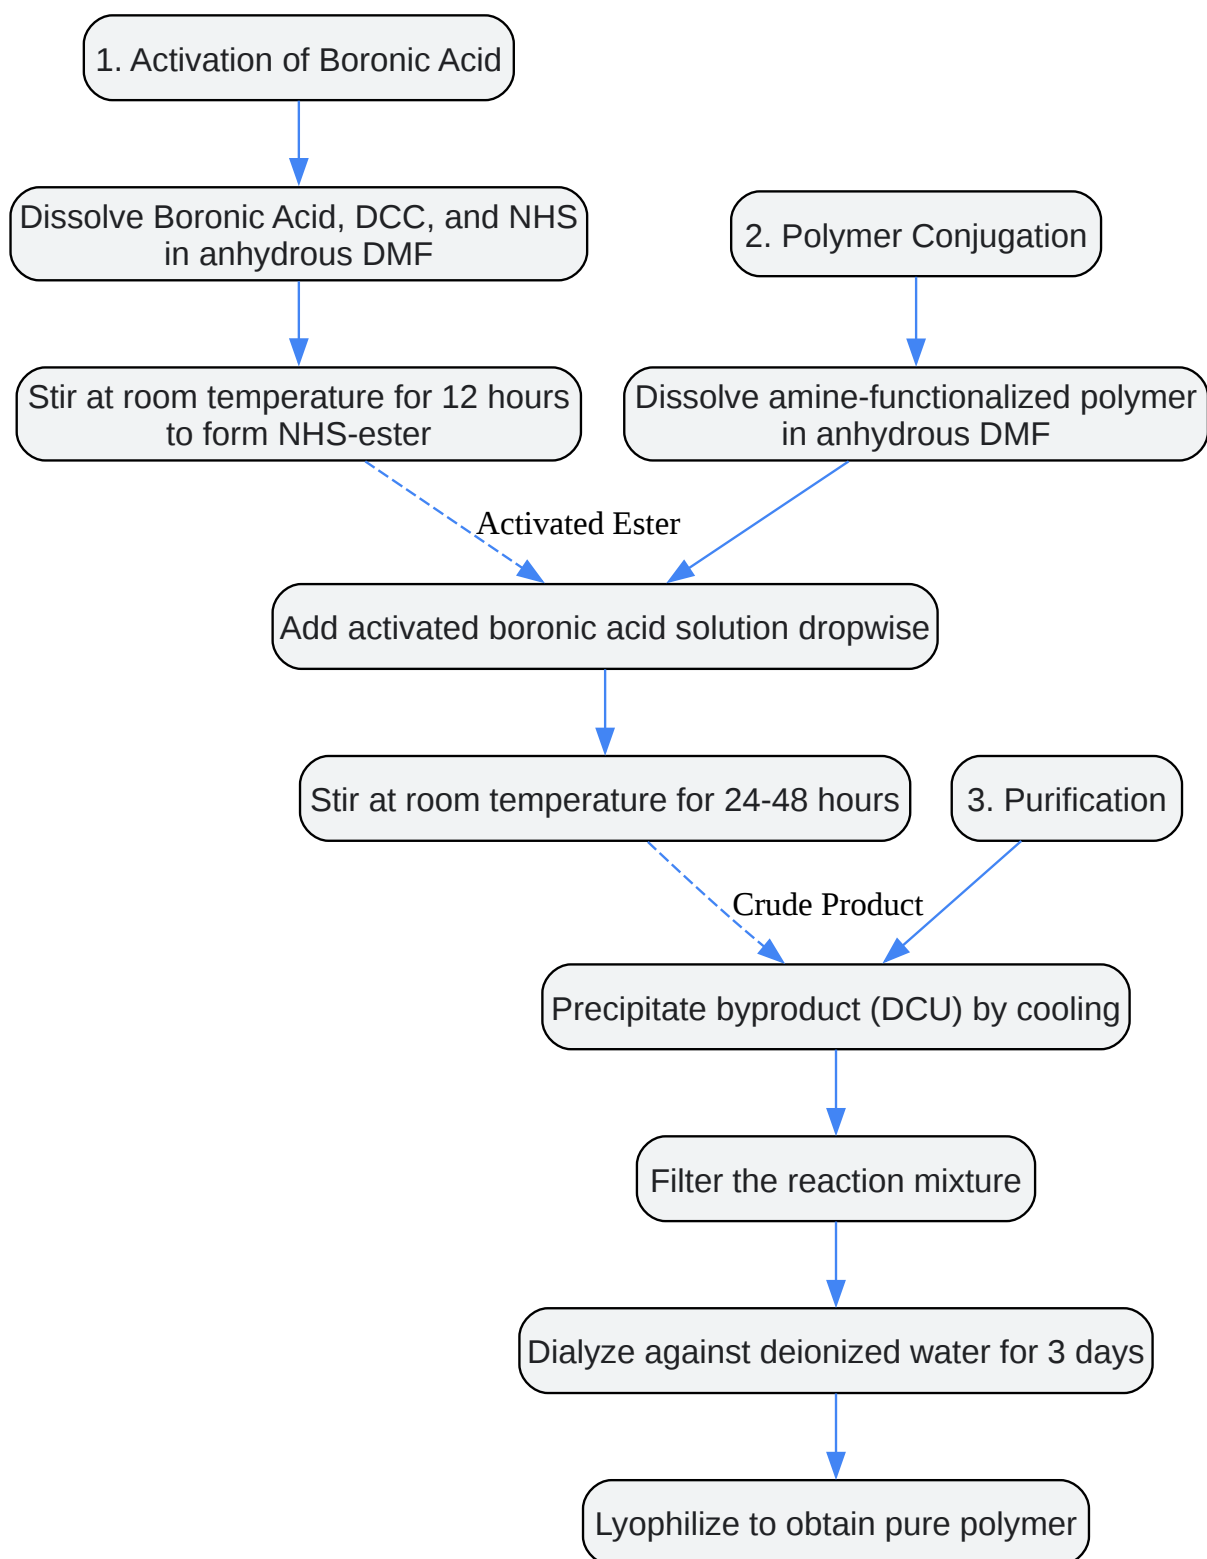 1. Activation of Boronic Acid
Dissolve Boronic Acid, DCC, and NHS
in anhydrous DMF
2. Polymer Conjugation
Stir at room temperature for 12 hours
to form NHS-ester
Dissolve amine-functionalized polymer
in anhydrous DMF
Activated Ester
Add activated boronic acid solution dropwise
Stir at room temperature for 24-48 hours
3. Purification
Crude Product
Precipitate byproduct (DCU) by cooling
Filter the reaction mixture
Dialyze against deionized water for 3 days
Lyophilize to obtain pure polymer